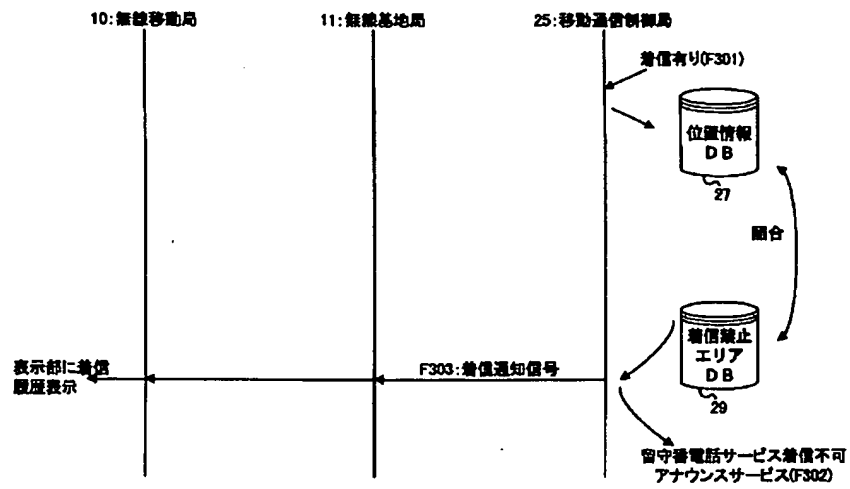 10:無線移動局
11:無線基地局
25:移動通信制御局
着信有り(F301)
位置情報
DB
27
照合
着信禁止
エリア
DB
29
表示部に着信
履歴表示
F303:着信通知信号
留守番電話サービス着信不可
アナウンスサービス(F302)